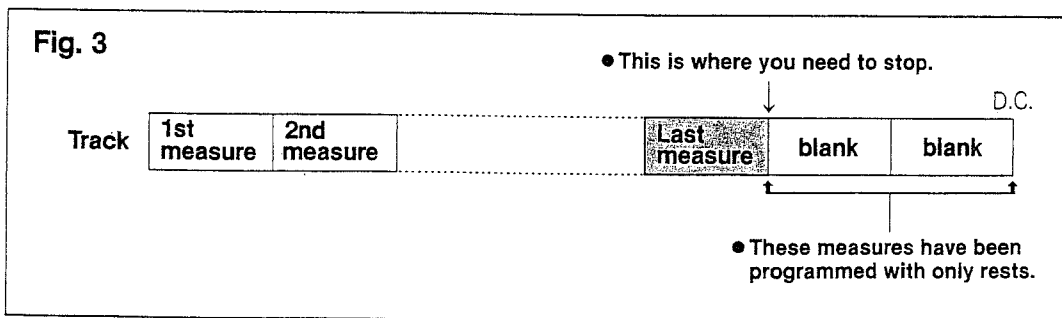 Fig. 3
● This is where you need to stop.
D.C.
Track
1st
measure
2nd
measure
Last
measure
blank
blank
● These measures have been
programmed with only rests.